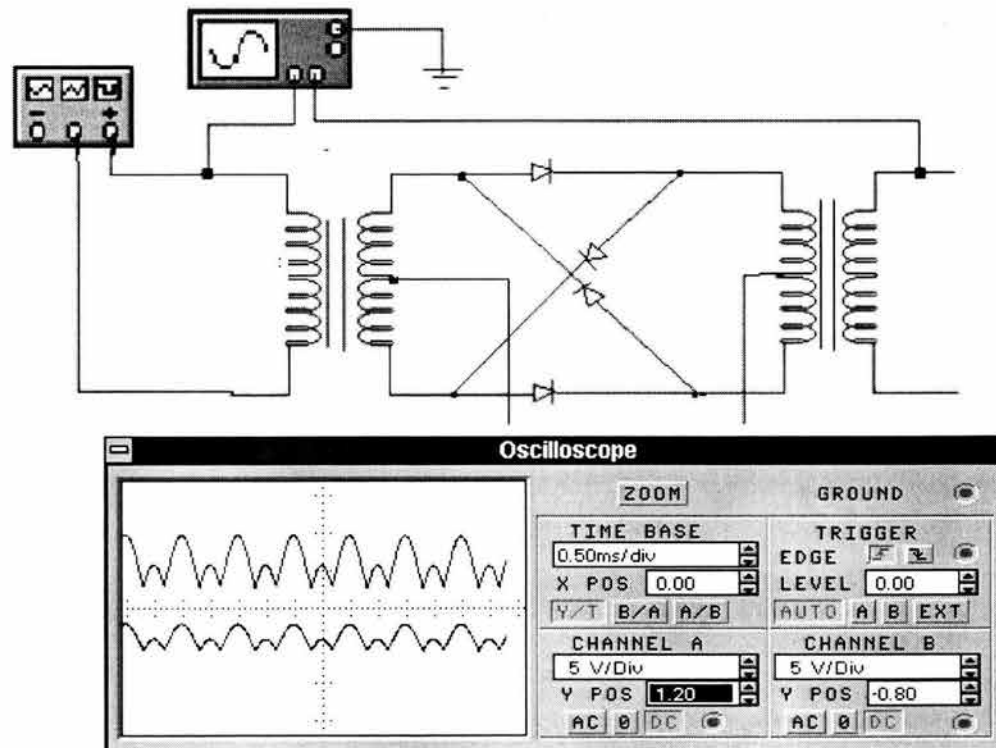 Oscilloscope
ZOOM
GROUND
TIME BASE
0.50ms/div
X POS 0.00
Y/T B/A A/B
TRIGGER
EDGE
LEVEL 0.00
AUTO A B EXT
CHANNEL A
5 V/Div
Y POS 1.20
AC 0 DC
CHANNEL B
5 V/Div
Y POS -0.80
AC 0 DC